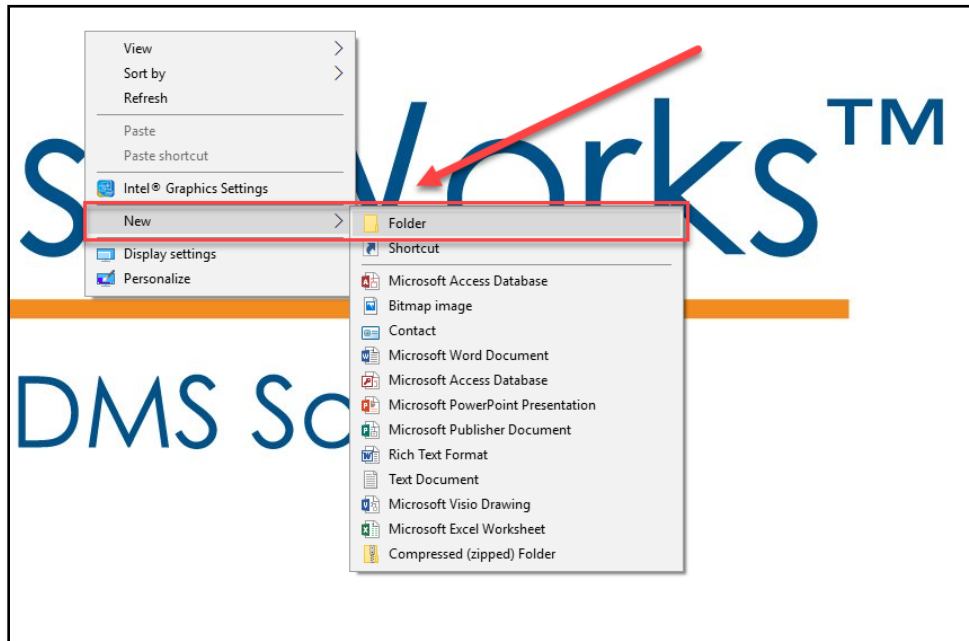 View
Sort by
Refresh
Paste
Paste shortcut
Intel® Graphics Settings
New
Display settings
Personalize
Folder
Shortcut
Microsoft Access Database
Bitmap image
Contact
Microsoft Word Document
Microsoft Access Database
Microsoft PowerPoint Presentation
Microsoft Publisher Document
Rich Text Format
Text Document
Microsoft Visio Drawing
Microsoft Excel Worksheet
Compressed (zipped) Folder
s Works™
DMS So